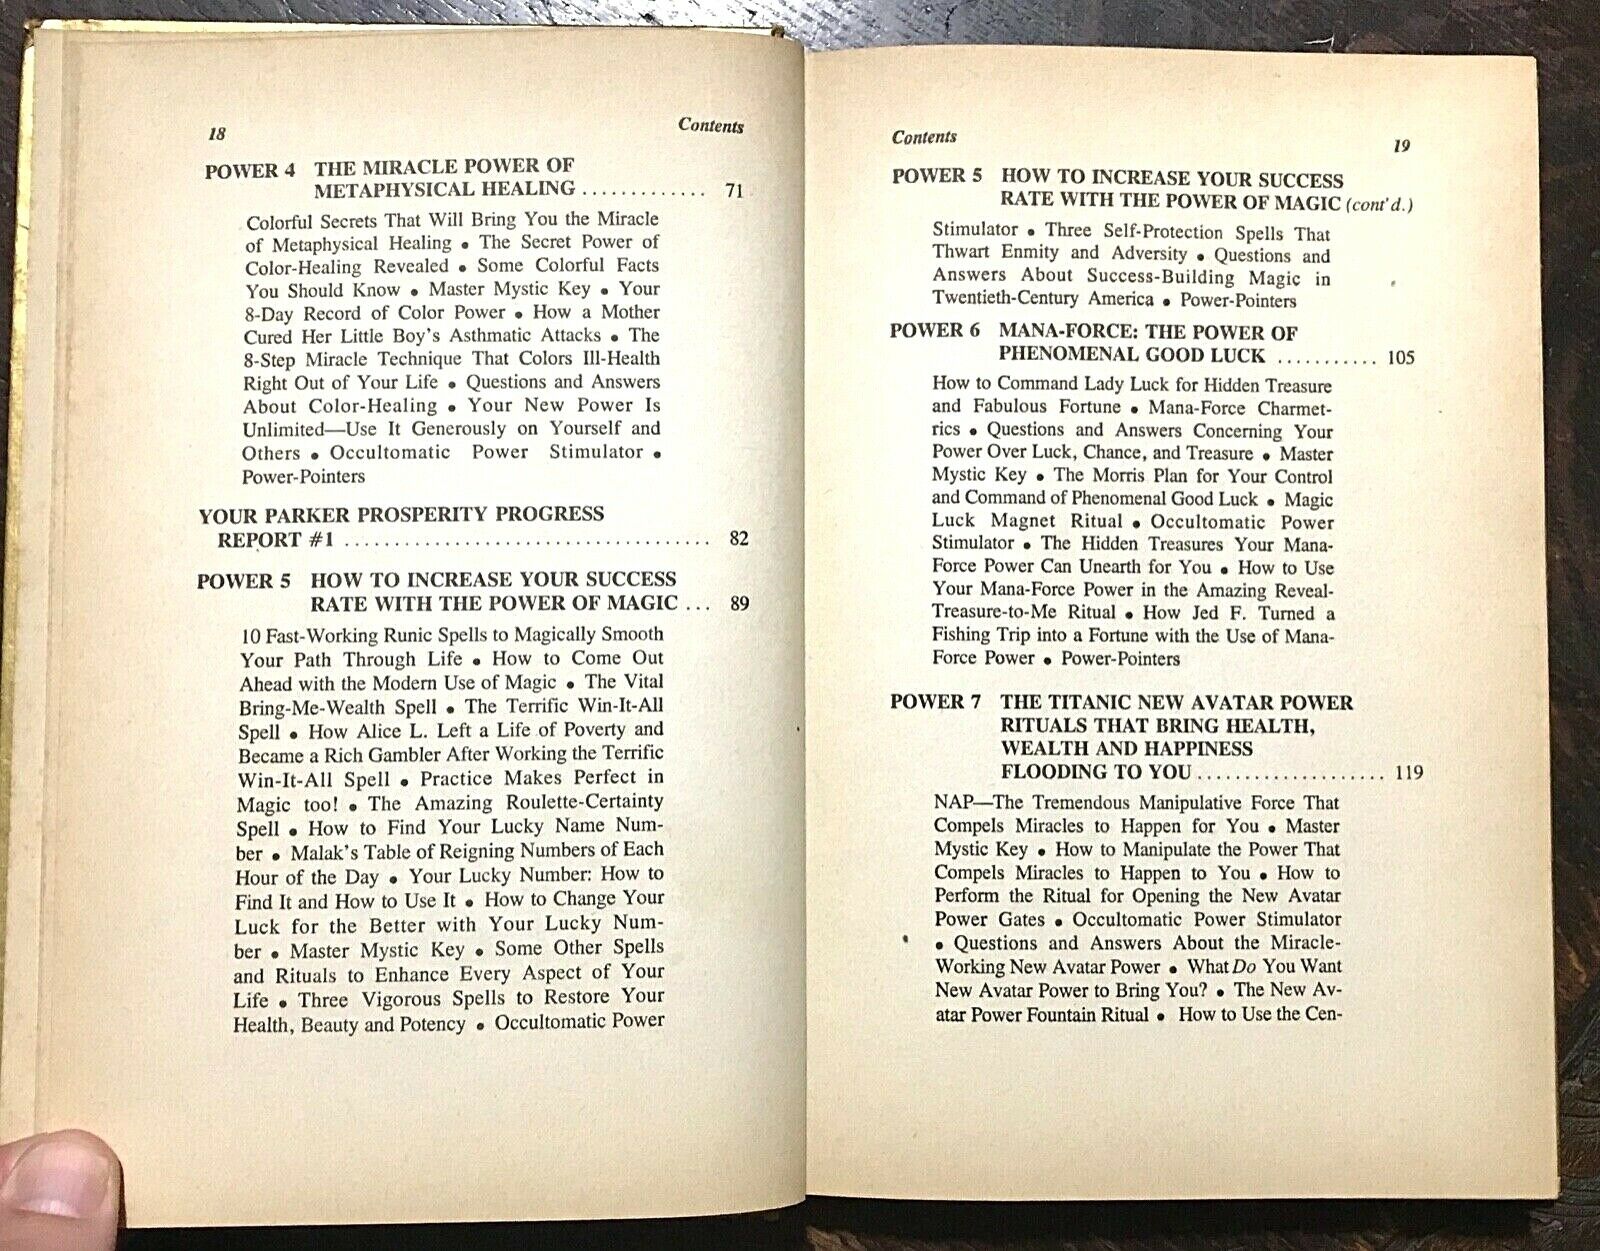 18
Contents
POWER 4 THE MIRACLE POWER OF
METAPHYSICAL HEALING ............. 71
Colorful Secrets That Will Bring You the Miracle
of Metaphysical Healing • The Secret Power of
Color-Healing Revealed • Some Colorful Facts
You Should Know • Master Mystic Key • Your
8-Day Record of Color Power • How a Mother
Cured Her Little Boy's Asthmatic Attacks • The
8-Step Miracle Technique That Colors Ill-Health
Right Out of Your Life • Questions and Answers
About Color-Healing • Your New Power Is
Unlimited—Use It Generously on Yourself and
Others • Occultomatic Power Stimulator •
Power-Pointers
YOUR PARKER PROSPERITY PROGRESS
REPORT #1 ..................................... 82
POWER 5 HOW TO INCREASE YOUR SUCCESS
RATE WITH THE POWER OF MAGIC ... 89
10 Fast-Working Runic Spells to Magically Smooth
Your Path Through Life • How to Come Out
Ahead with the Modern Use of Magic • The Vital
Bring-Me-Wealth Spell • The Terrific Win-It-All
Spell • How Alice L. Left a Life of Poverty and
Became a Rich Gambler After Working the Terrific
Win-It-All Spell • Practice Makes Perfect in
Magic too! • The Amazing Roulette-Certainty
Spell • How to Find Your Lucky Name Num-
ber • Malak's Table of Reigning Numbers of Each
Hour of the Day • Your Lucky Number: How to
Find It and How to Use It • How to Change Your
Luck for the Better with Your Lucky Num-
ber • Master Mystic Key • Some Other Spells
and Rituals to Enhance Every Aspect of Your
Life • Three Vigorous Spells to Restore Your
Health, Beauty and Potency • Occultomatic Power
Contents
19
POWER 5 HOW TO INCREASE YOUR SUCCESS
RATE WITH THE POWER OF MAGIC (cont'd.)
Stimulator • Three Self-Protection Spells That
Thwart Enmity and Adversity • Questions and
Answers About Success-Building Magic in
Twentieth-Century America • Power-Pointers
POWER 6 MANA-FORCE: THE POWER OF
PHENOMENAL GOOD LUCK ........... 105
How to Command Lady Luck for Hidden Treasure
and Fabulous Fortune • Mana-Force Charmet-
rics • Questions and Answers Concerning Your
Power Over Luck, Chance, and Treasure • Master
Mystic Key • The Morris Plan for Your Control
and Command of Phenomenal Good Luck • Magic
Luck Magnet Ritual • Occultomatic Power
Stimulator • The Hidden Treasures Your Mana-
Force Power Can Unearth for You • How to Use
Your Mana-Force Power in the Amazing Reveal-
Treasure-to-Me Ritual • How Jed F. Turned a
Fishing Trip into a Fortune with the Use of Mana-
Force Power • Power-Pointers
POWER 7 THE TITANIC NEW AVATAR POWER
RITUALS THAT BRING HEALTH,
WEALTH AND HAPPINESS
FLOODING TO YOU .................... 119
NAP—The Tremendous Manipulative Force That
Compels Miracles to Happen for You • Master
Mystic Key • How to Manipulate the Power That
Compels Miracles to Happen to You • How to
Perform the Ritual for Opening the New Avatar
Power Gates • Occultomatic Power Stimulator
• Questions and Answers About the Miracle-
Working New Avatar Power • What Do You Want
New Avatar Power to Bring You? • The New Av-
atar Power Fountain Ritual • How to Use the Cen-